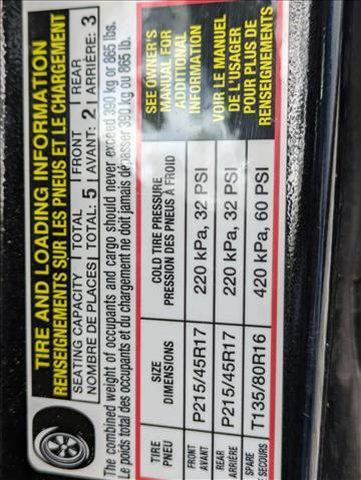 TIRE AND LOADING INFORMATION
RENSEIGNEMENTS SUR LES PNEUS ET LE CHARGEMENT
SEATING CAPACITY | TOTAL | FRONT | REAR
NOMBRE DE PLACES | TOTAL: 5 | AVANT: 2 | ARRIÈRE: 3
The combined weight of occupants and cargo should never exceed 390 kg or 865 lbs.
Le poids total des occupants et du chargement ne doit jamais dépasser 390 kg ou 865 lb.
TIRE
PNEU
SIZE
DIMENSIONS
COLD TIRE PRESSURE
PRESSION DES PNEUS À FROID
FRONT
AVANT
P215/45R17
220 kPa, 32 PSI
REAR
ARRIÈRE
P215/45R17
220 kPa, 32 PSI
SPARE
SECOURS
T135/80R16
420 kPa, 60 PSI
SEE OWNER'S
MANUAL FOR
ADDITIONAL
INFORMATION
VOIR LE MANUEL
DE L'USAGER
POUR PLUS DE
RENSEIGNEMENTS